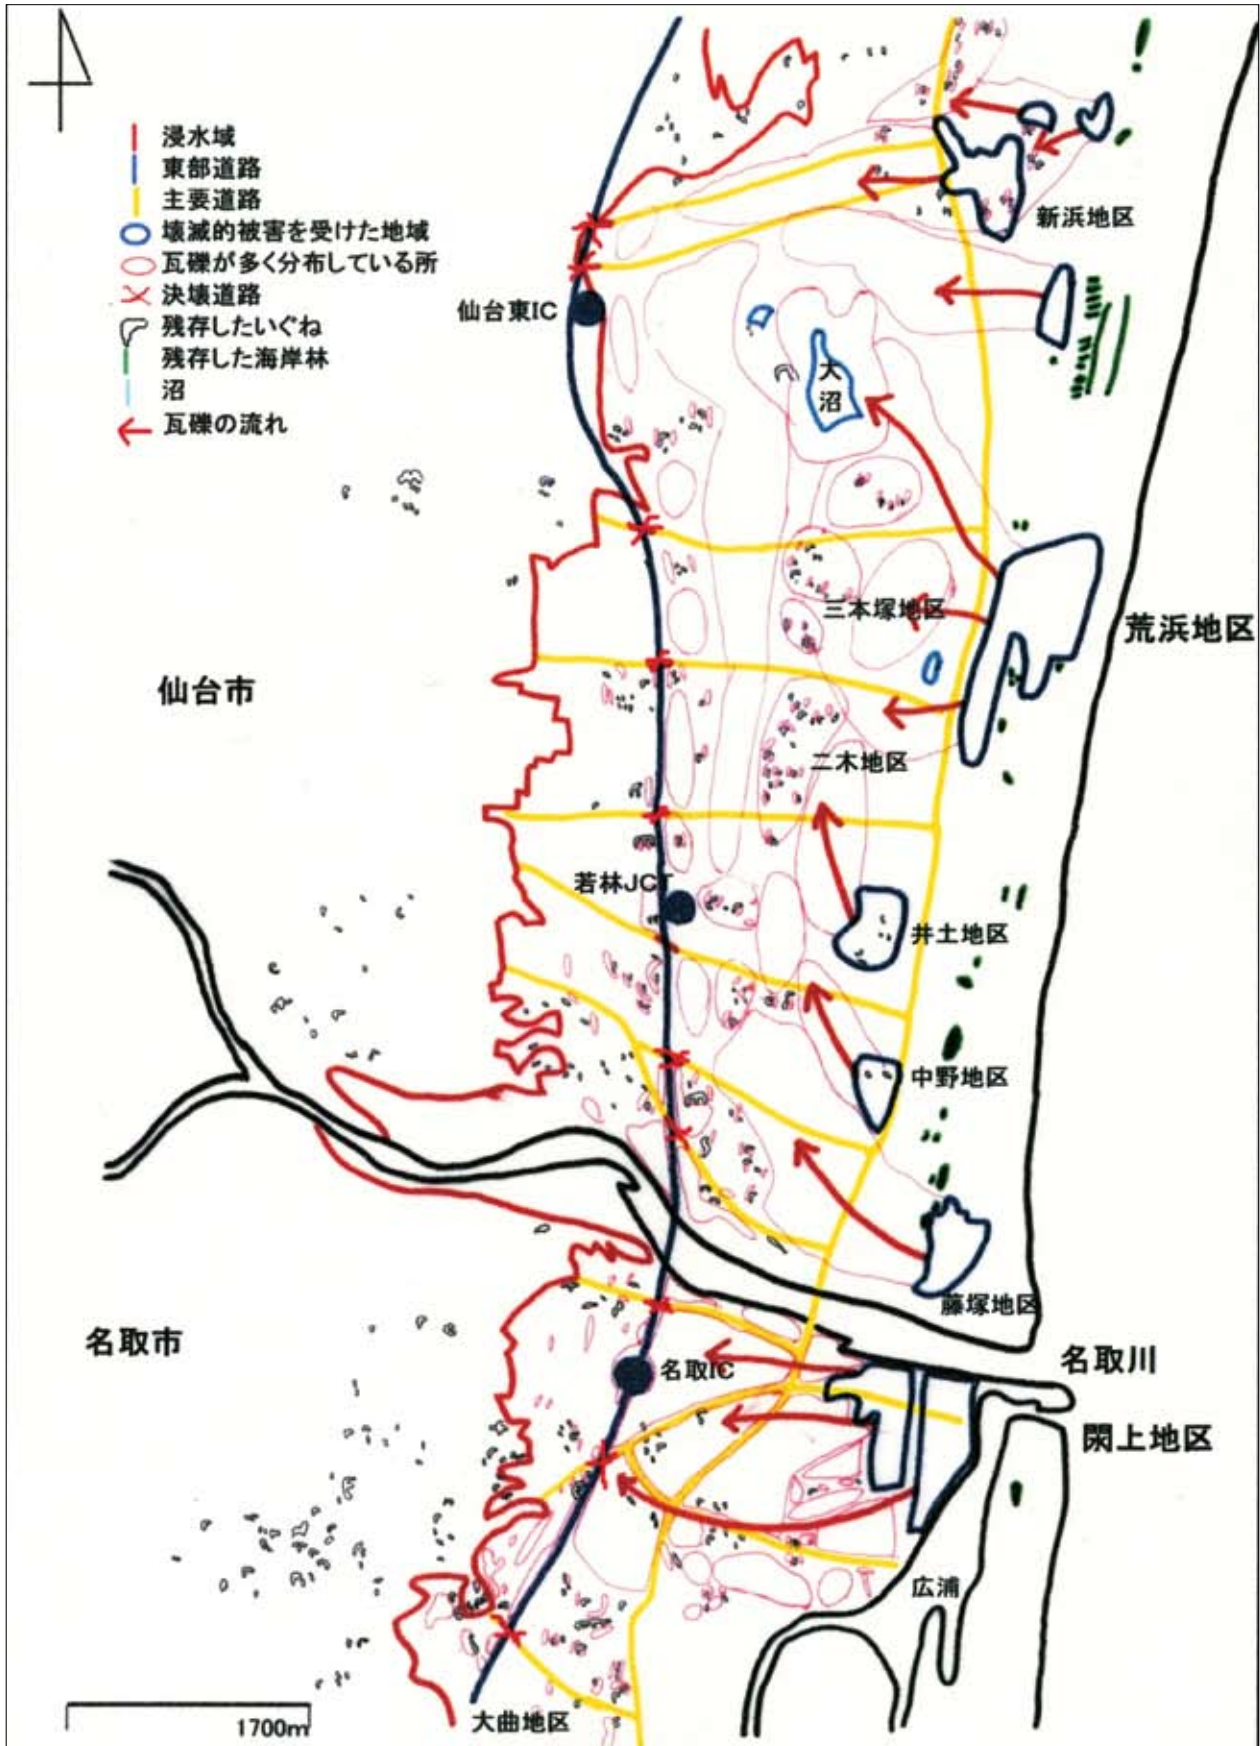 浸水域
東部道路
主要道路
壊滅的被害を受けた地域
瓦礫が多く分布している所
決壊道路
残存したいぐね
残存した海岸林
沼
瓦礫の流れ
新浜地区
仙台東IC
大
沼
三本塚地区
荒浜地区
仙台市
二木地区
若林JCT
井土地区
中野地区
藤塚地区
名取市
名取IC
名取川
閖上地区
広浦
大曲地区
1700m